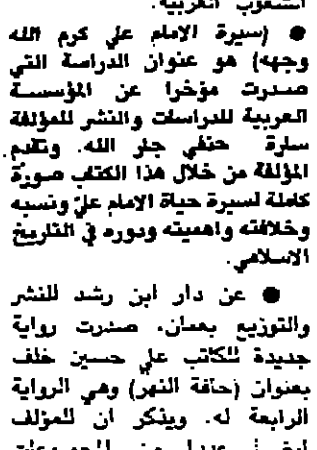 الشعوب العربية.
● (سيرة الامام علي كرم الله
وجهه) هو عنوان الدراسة التي
صدرت مؤخرا عن المؤسسة
العربية للدراسات والنشر للمؤلفة
سارة حنفي جار الله. وتقدم
المؤلفة من خلال هذا الكتاب صورة
كاملة لسيرة حياة الامام علي ونسبه
وخلافته واهميته ودوره في التاريخ
الاسلامي.
● عن دار ابن رشد للنشر
والتوزيع بعمان، صدرت رواية
جديدة للكاتب علي حسين خلف
بعنوان (حافة النهر) وهي الرواية
الرابعة له. ويذكر ان للمؤلف